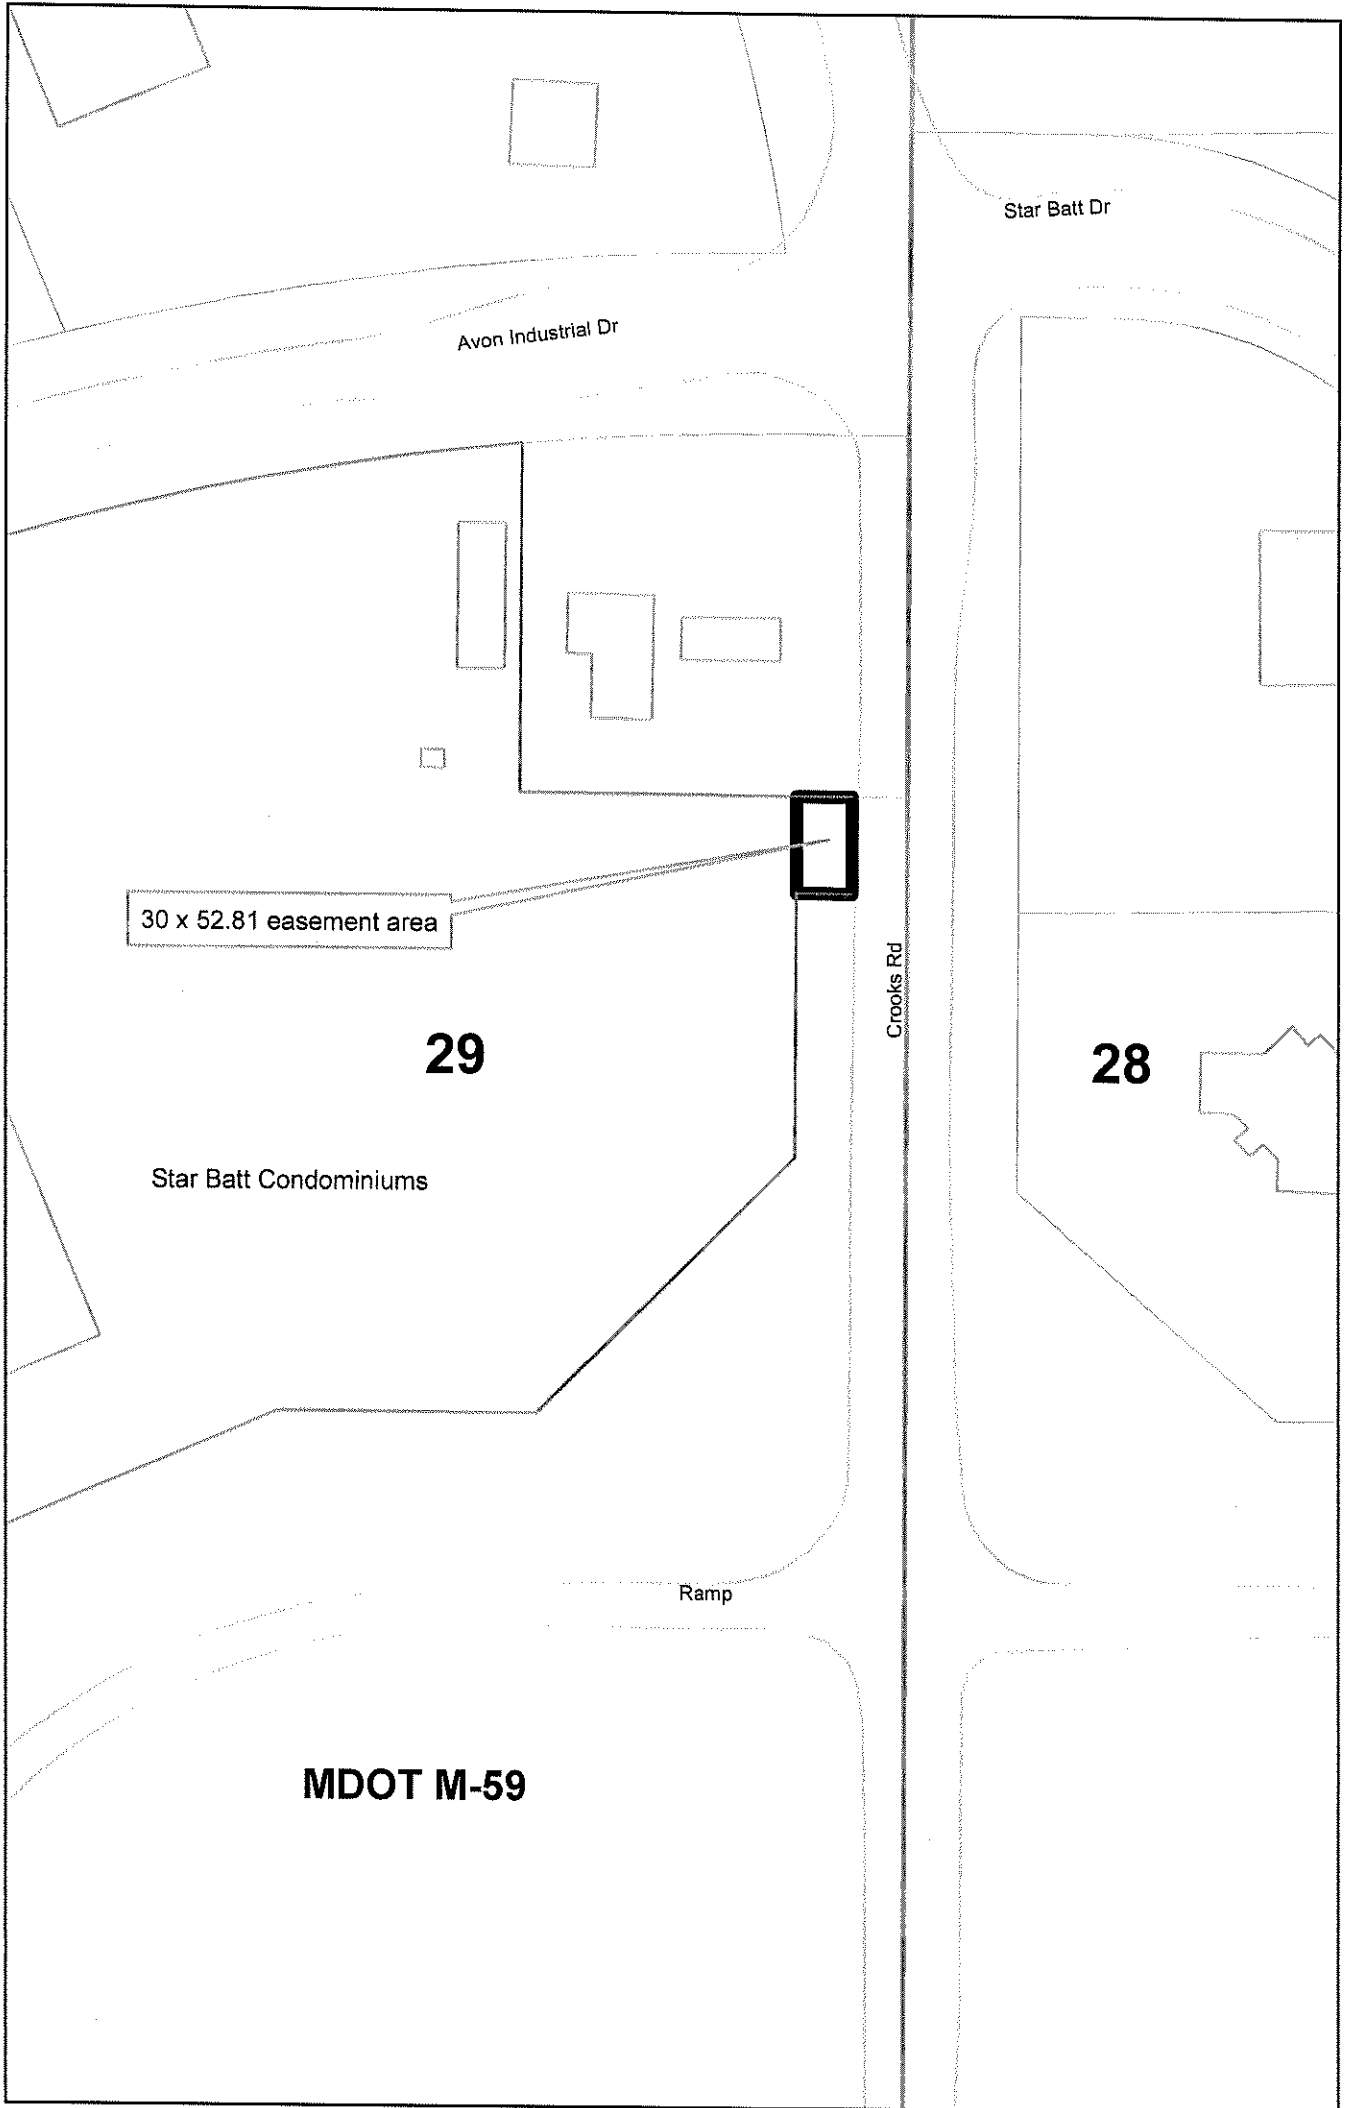 Star Batt Dr
Avon Industrial Dr
30 x 52.81 easement area
Crooks Rd
29
28
Star Batt Condominiums
Ramp
MDOT M-59